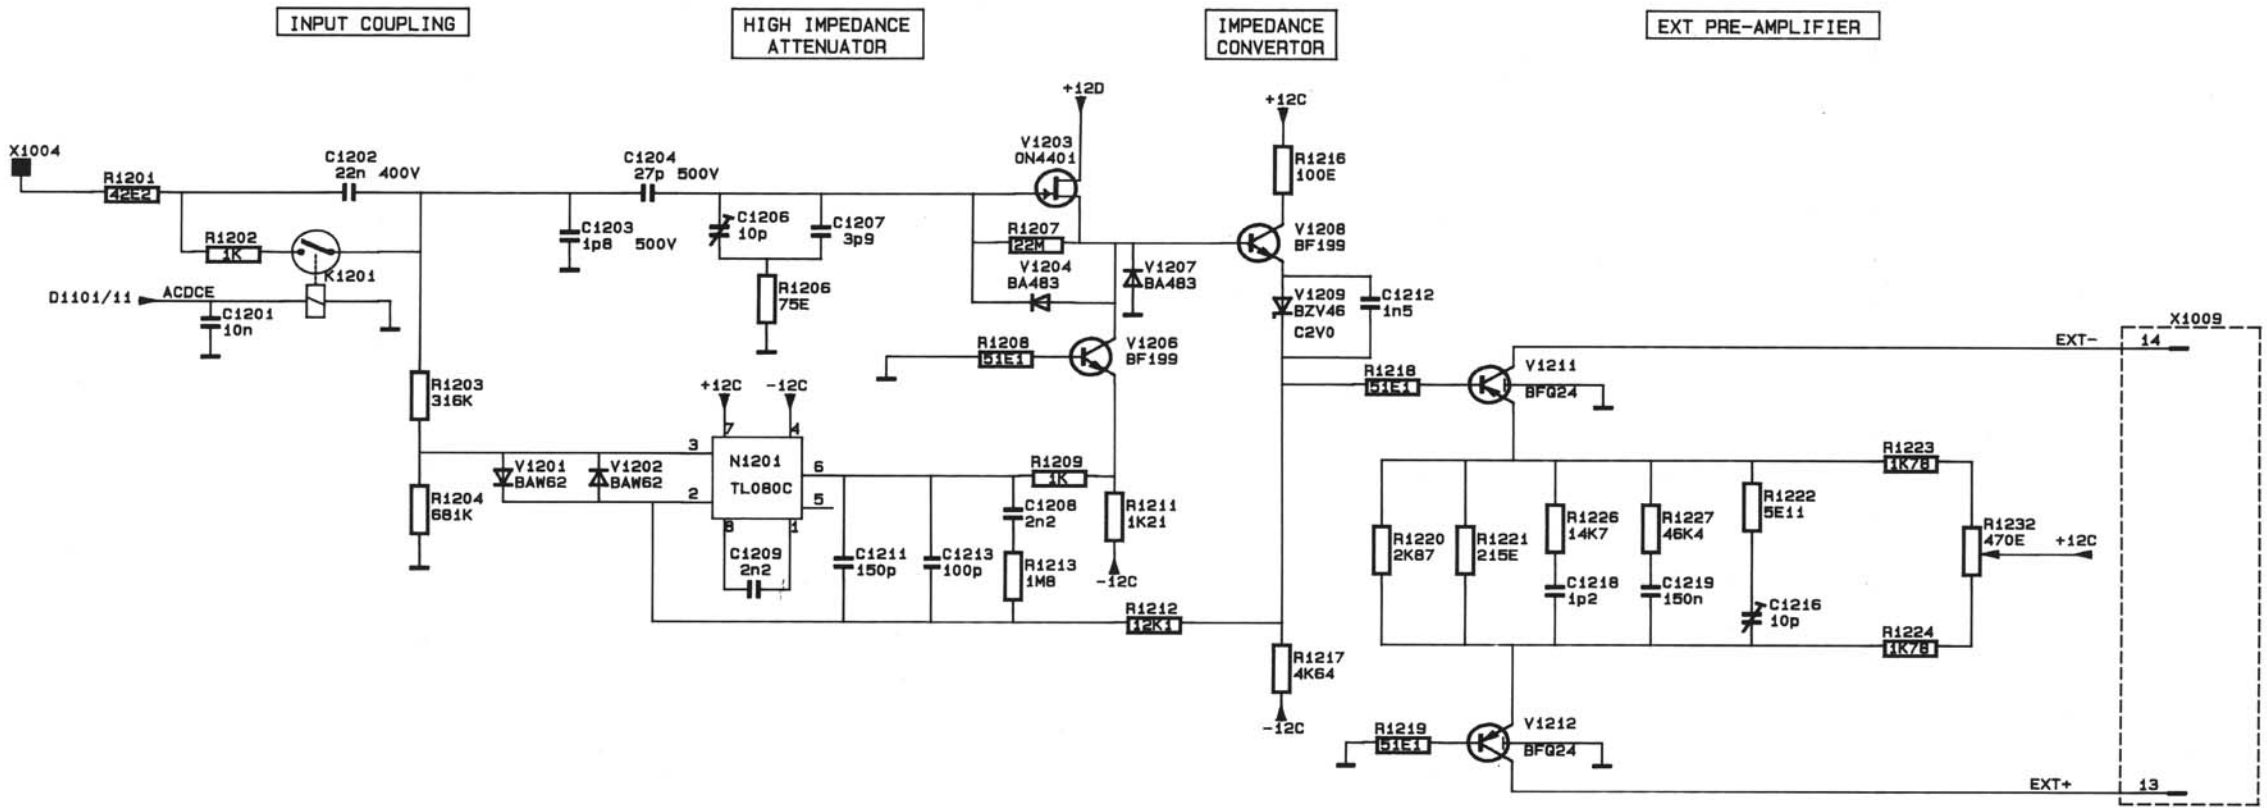 INPUT COUPLING
HIGH IMPEDANCE
ATTENUATOR
IMPEDANCE
CONVERTOR
EXT PRE-AMPLIFIER
X1004
R1201
42E2
C1202
22n 400V
R1202
1K
K1201
D1101/11
ACDCE
C1201
10n
R1203
316K
R1204
681K
C1203
1p8 500V
C1204
27p 500V
C1206
10p
C1207
3p9
R1206
75E
+12D
V1203
ON4401
R1207
22M
V1204
BA483
V1207
BA483
R1208
51E1
V1206
BF199
+12C
-12C
7
4
3
N1201
6
TL080C
2
5
8
1
V1201
BAW62
V1202
BAW62
C1209
2n2
C1211
150p
C1213
100p
R1209
1K
C1208
2n2
R1213
1M8
R1211
1K21
-12C
R1212
12K1
+12C
R1216
100E
V1208
BF199
V1209
BZV46
C2V0
C1212
1n5
R1217
4K64
-12C
R1218
51E1
V1211
BFQ24
R1220
2K87
R1221
215E
R1226
14K7
C1218
1p2
R1227
46K4
C1219
150n
R1222
5E11
C1216
10p
R1223
1K78
R1232
470E
+12C
R1224
1K78
R1219
51E1
V1212
BFQ24
X1009
EXT- 14
EXT+ 13